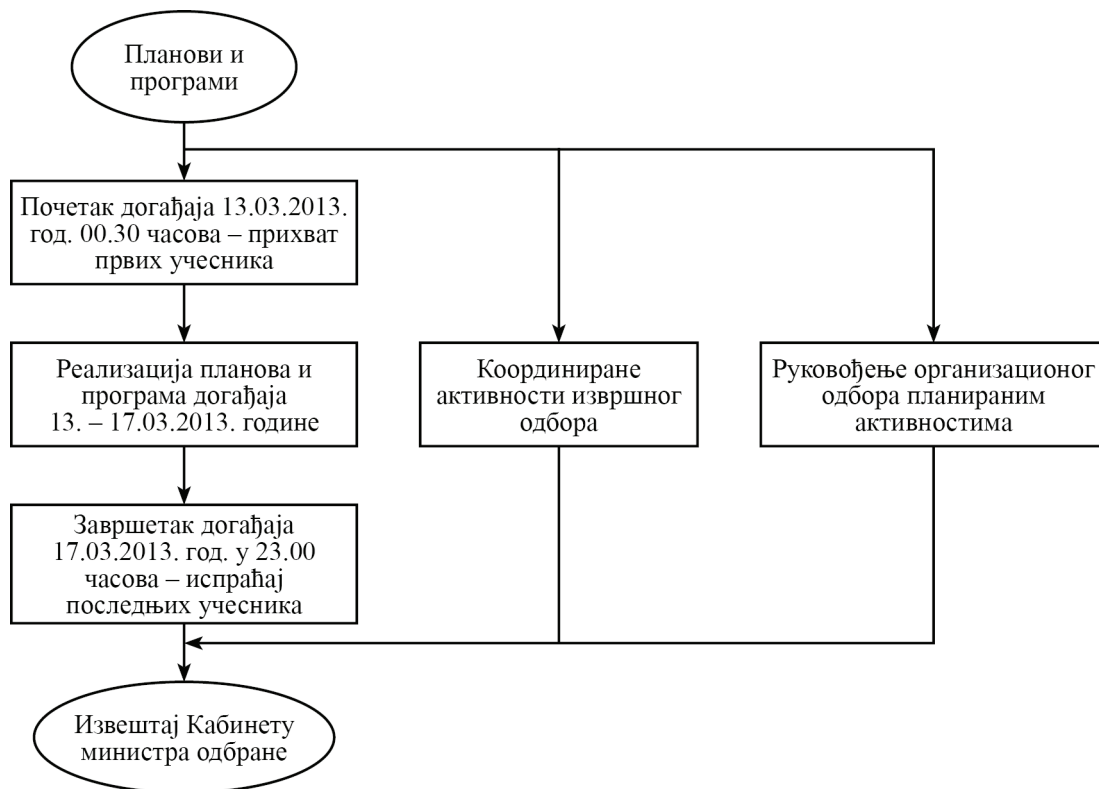 Планови и
програми
Почетак догађаја 13.03.2013.
год. 00.30 часова – прихват
првих учесника
Реализација планова и
програма догађаја
13. – 17.03.2013. године
Координиране
активности извршног
одбора
Руковођење организационог
одбора планираним
активностима
Завршетак догађаја
17.03.2013. год. у 23.00
часова – испраћај
последњих учесника
Извештај Кабинету
министра одбране